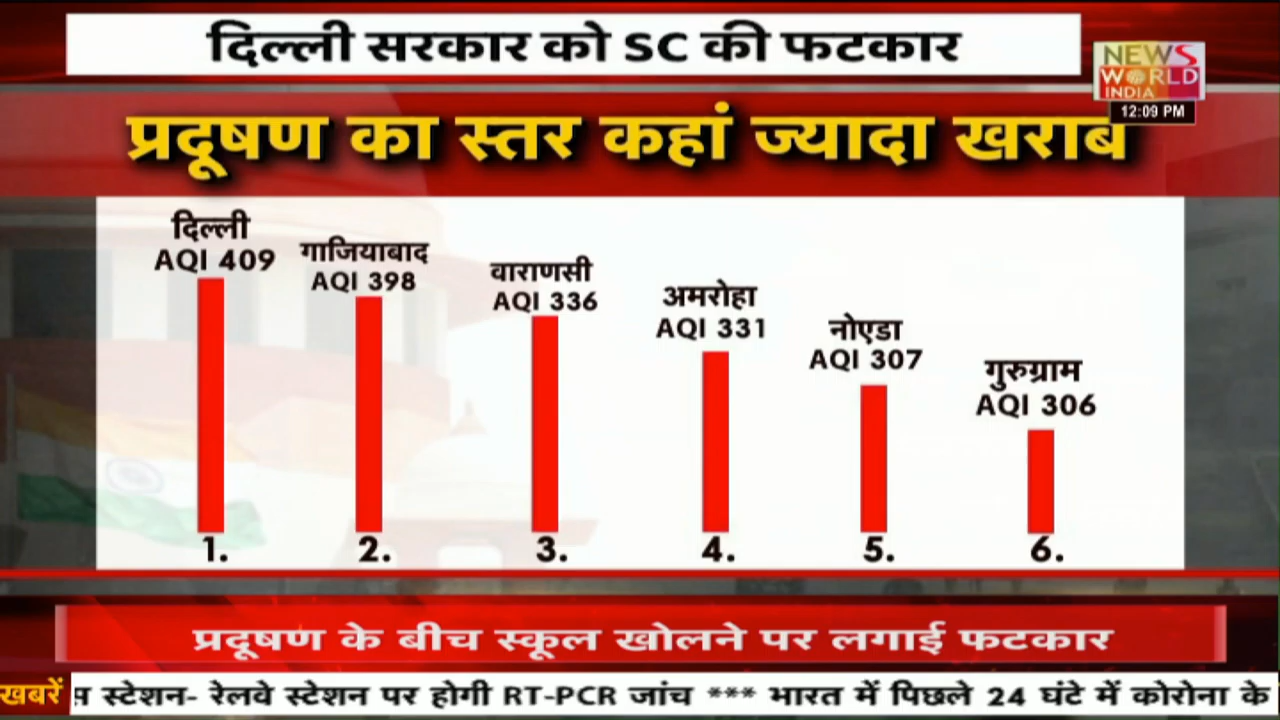 दिल्ली सरकार को SC की फटकार
NEWS
WORLD
INDIA
12:09 PM
प्रदूषण का स्तर कहां ज्यादा खराब
दिल्ली
AQI 409
गाजियाबाद
AQI 398
वाराणसी
AQI 336
अमरोहा
AQI 331
नोएडा
AQI 307
गुरुग्राम
AQI 306
1. 2. 3. 4. 5. 6.
प्रदूषण के बीच स्कूल खोलने पर लगाई फटकार
खबरें स्टेशन- रेलवे स्टेशन पर होगी RT-PCR जांच *** भारत में पिछले 24 घंटे में कोरोना के